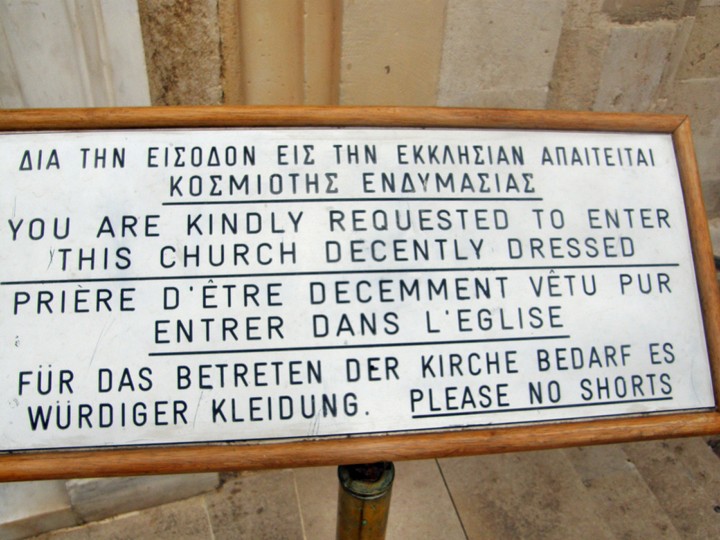 ΔΙΑ ΤΗΝ ΕΙΣΟΔΟΝ ΕΙΣ ΤΗΝ ΕΚΚΛΗΣΙΑΝ ΑΠΑΙΤΕΙΤΑΙ
ΚΟΣΜΙΟΤΗΣ ΕΝΔΥΜΑΣΙΑΣ
YOU ARE KINDLY REQUESTED TO ENTER
THIS CHURCH DECENTLY DRESSED
PRIÈRE D'ÊTRE DECEMMENT VÊTU PUR
ENTRER DANS L'EGLISE
FÜR DAS BETRETEN DER KIRCHE BEDARF ES
WÜRDIGER KLEIDUNG. PLEASE NO SHORTS